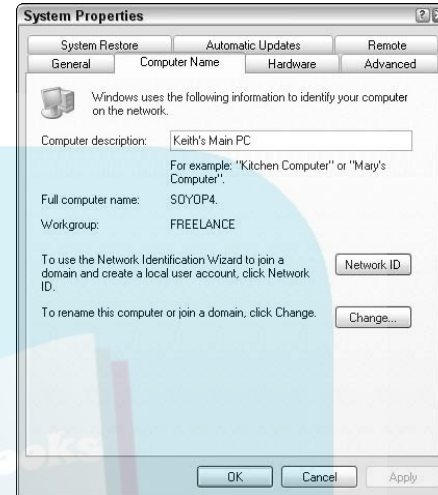 System Properties
System Restore Automatic Updates Remote
General Computer Name Hardware Advanced
Windows uses the following information to identify your computer
on the network.
Computer description: Keith's Main PC
For example: "Kitchen Computer" or "Mary's
Computer".
Full computer name: SOYOP4.
Workgroup: FREELANCE
To use the Network Identification Wizard to join a
domain and create a local user account, click Network
ID.
Network ID
To rename this computer or join a domain, click Change.
Change...
OK Cancel Apply